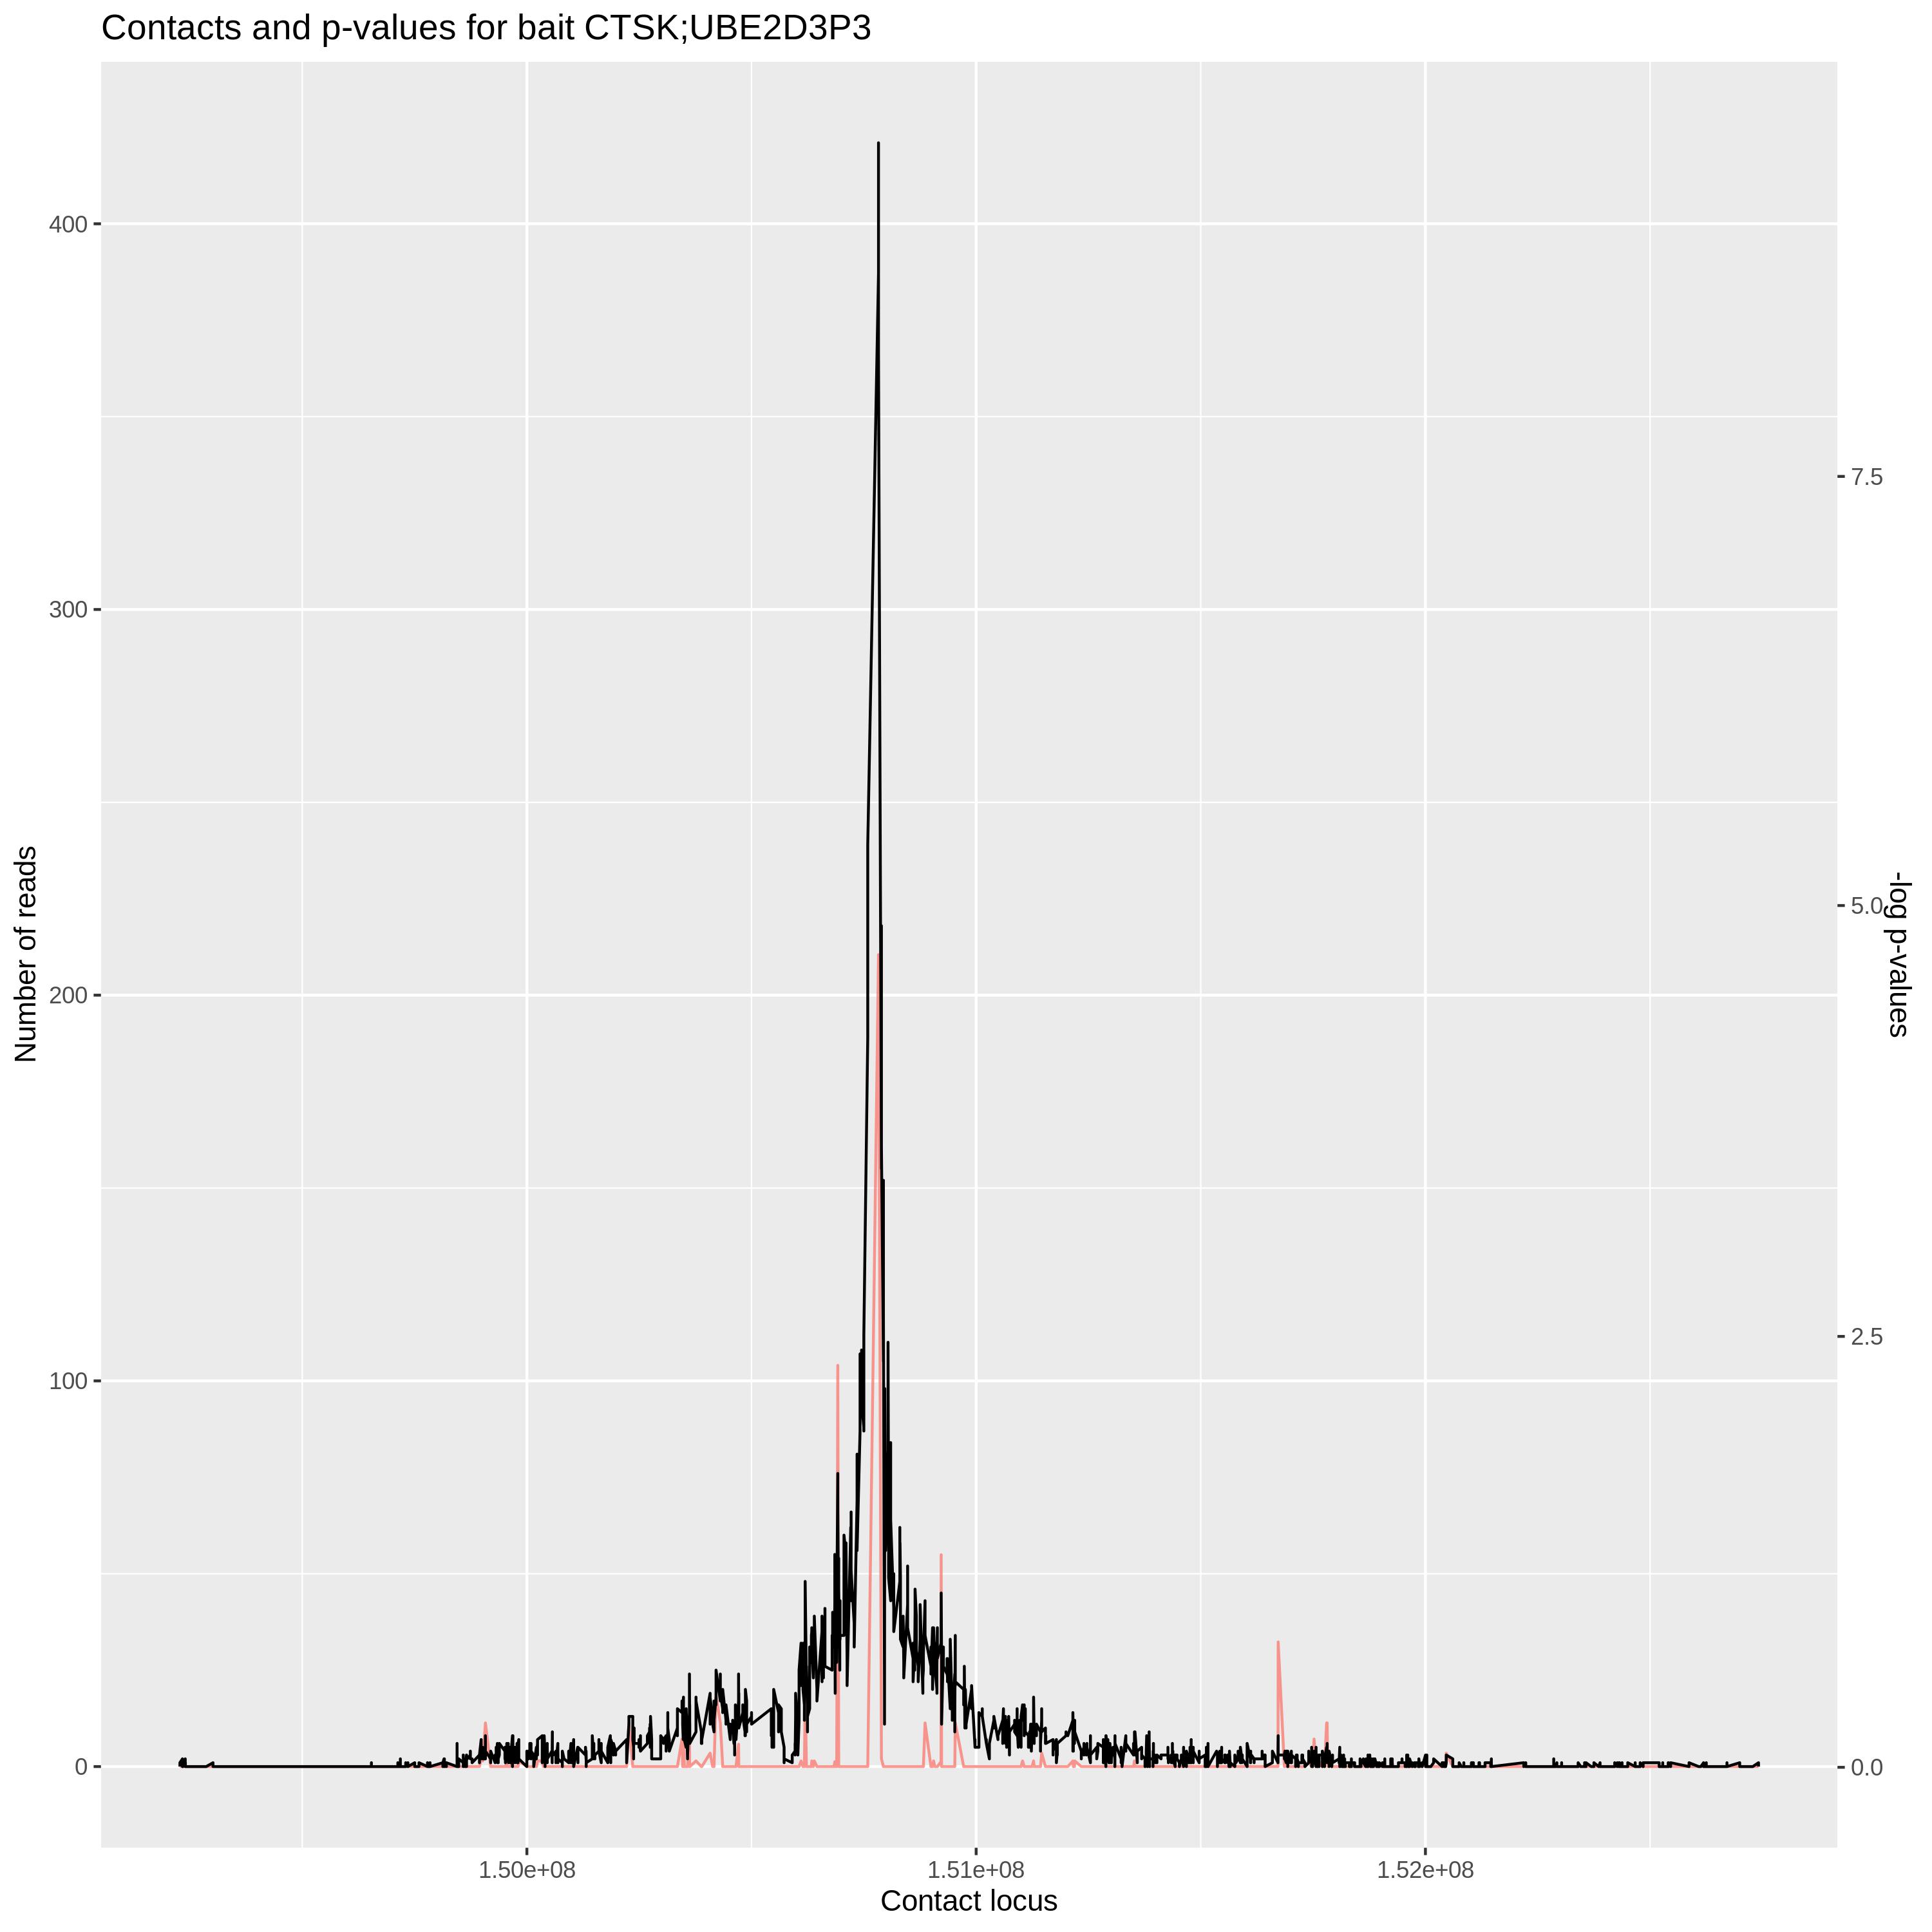 Contacts and p-values for bait CTSK;UBE2D3P3
400
300
200
100
0
Number of reads
7.5
5.0
2.5
0.0
-log p-values
1.50e+08
1.51e+08
1.52e+08
Contact locus